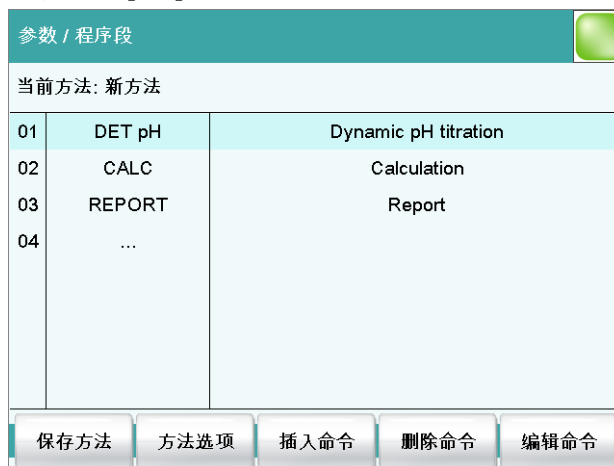 参数 / 程序段
当前方法: 新方法
01 DET pH Dynamic pH titration
02 CALC Calculation
03 REPORT Report
04 ...
保存方法 方法选项 插入命令 删除命令 编辑命令